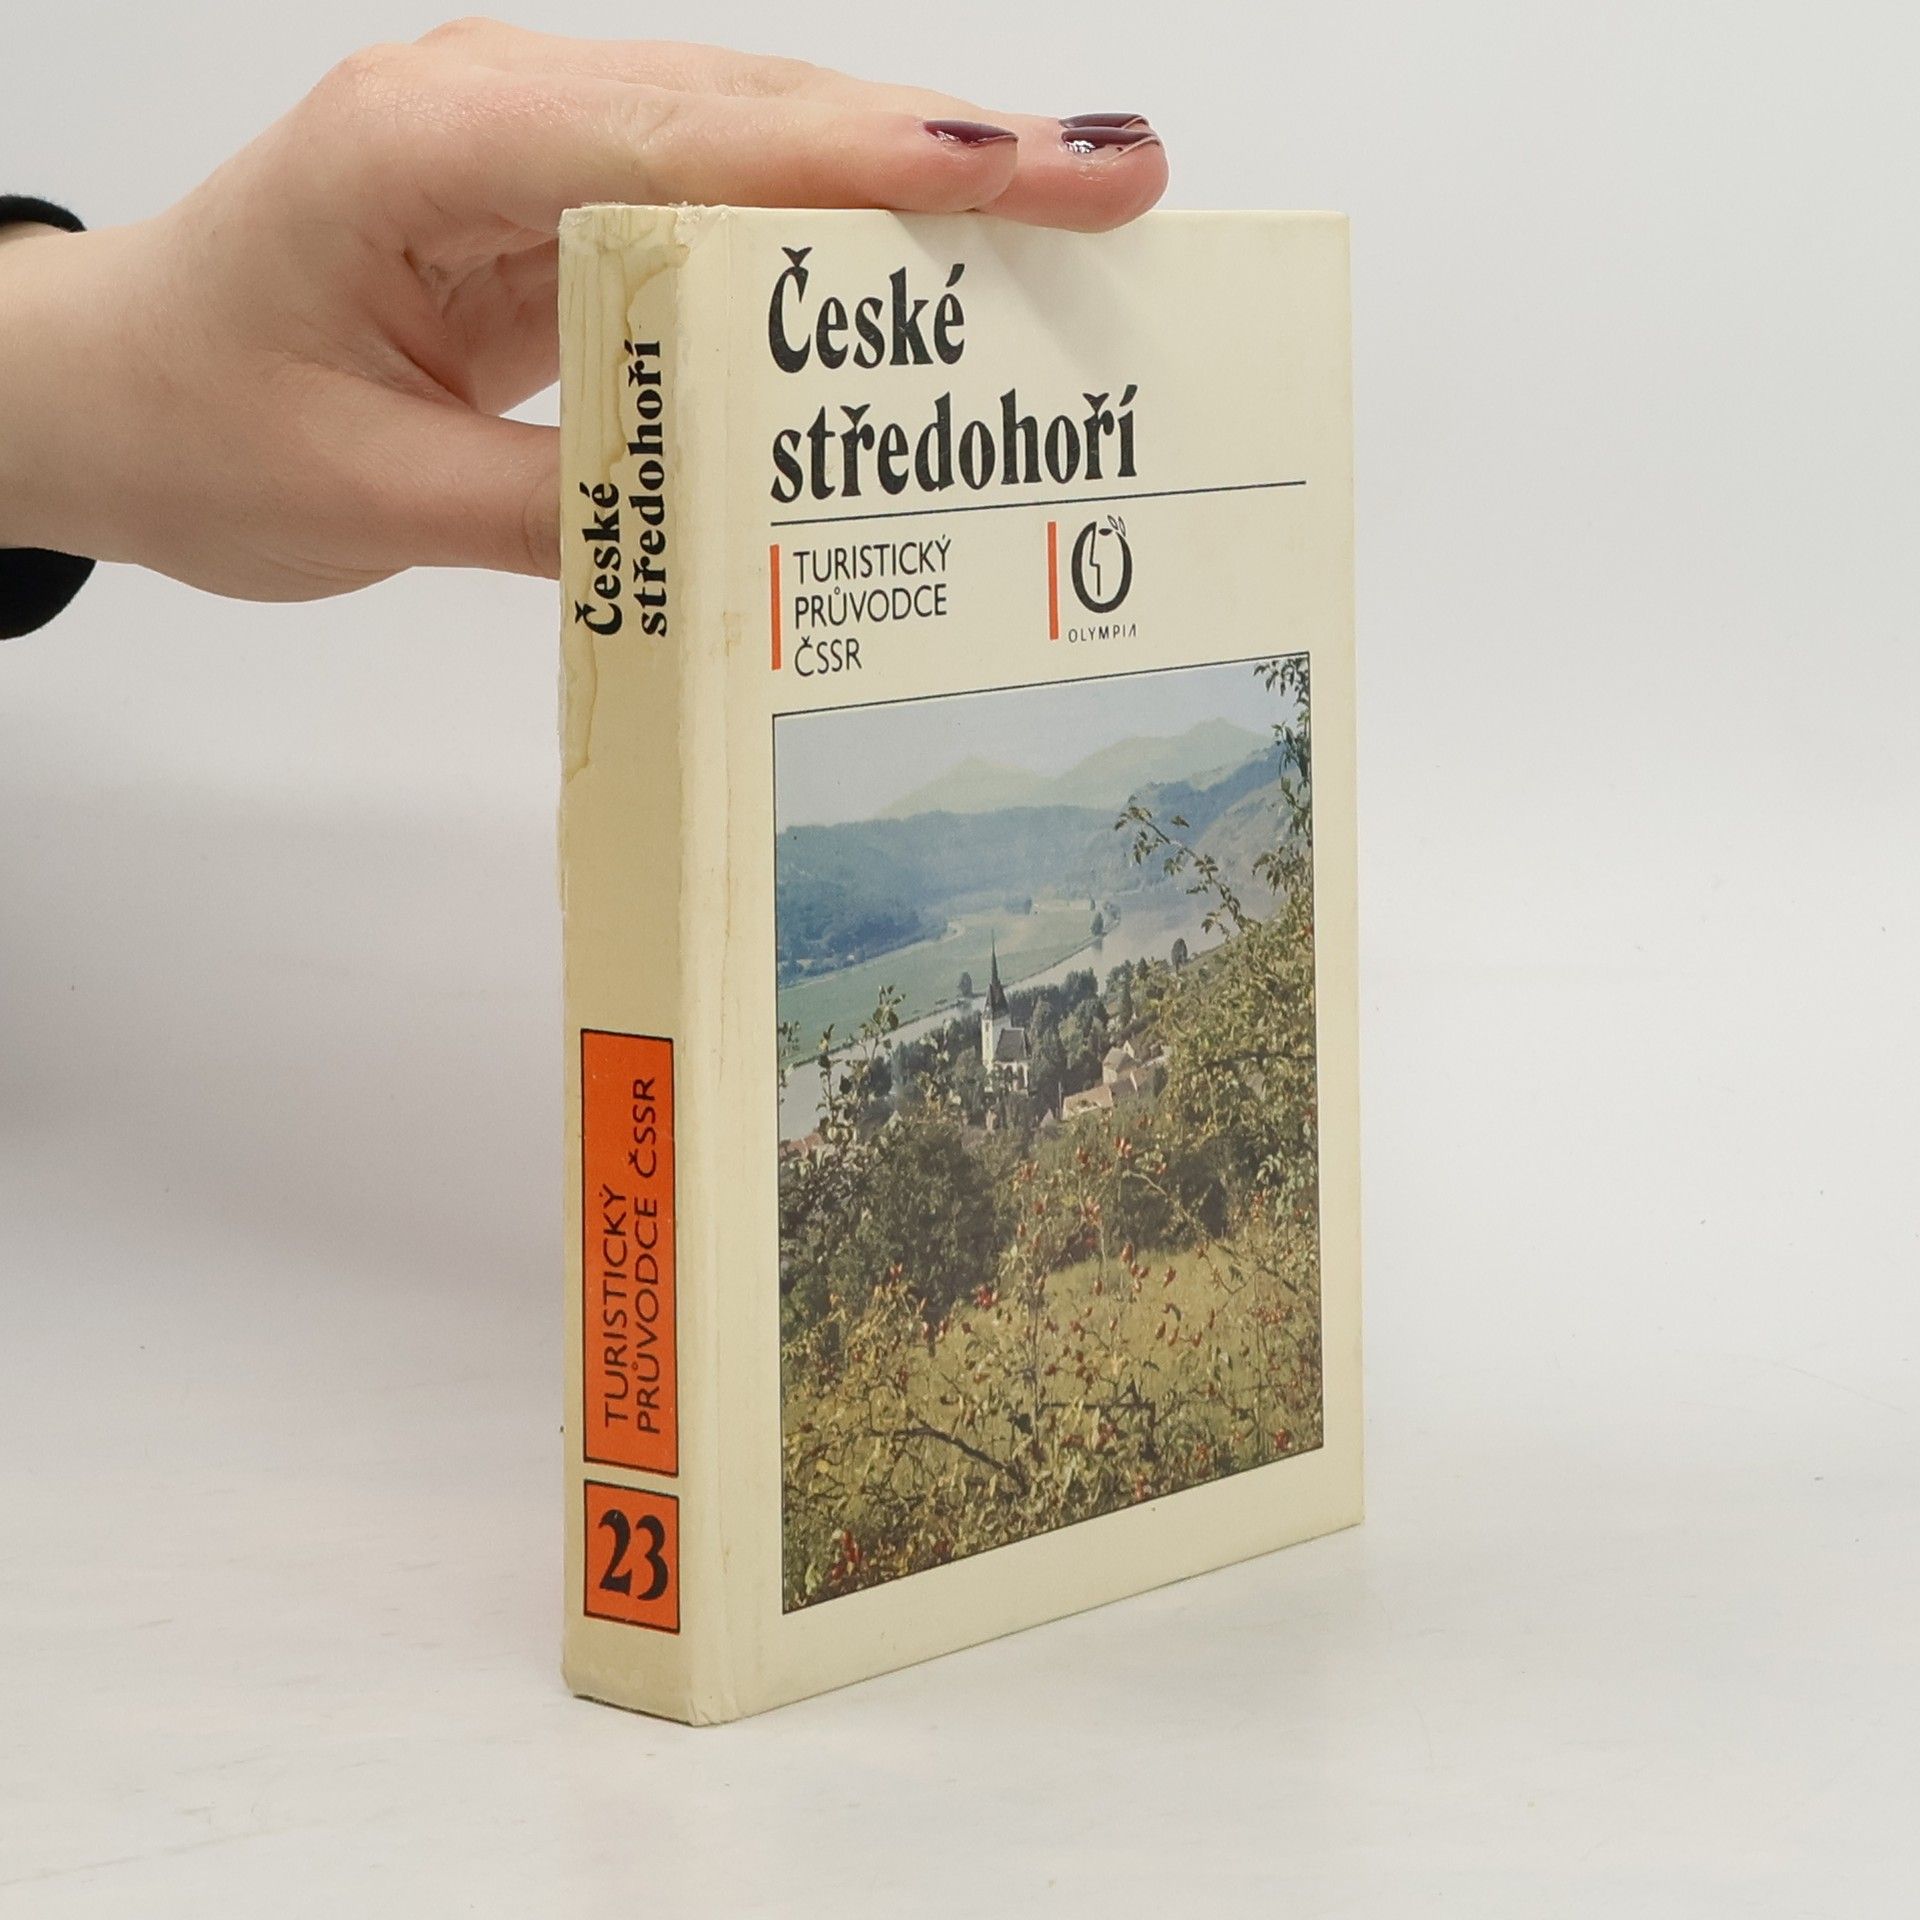 České
středohoří
TURISTICKÝ
PRŮVODCE ČSSR
23
České
středohoří
TURISTICKÝ
PRŮVODCE
ČSSR
OLYMPIA